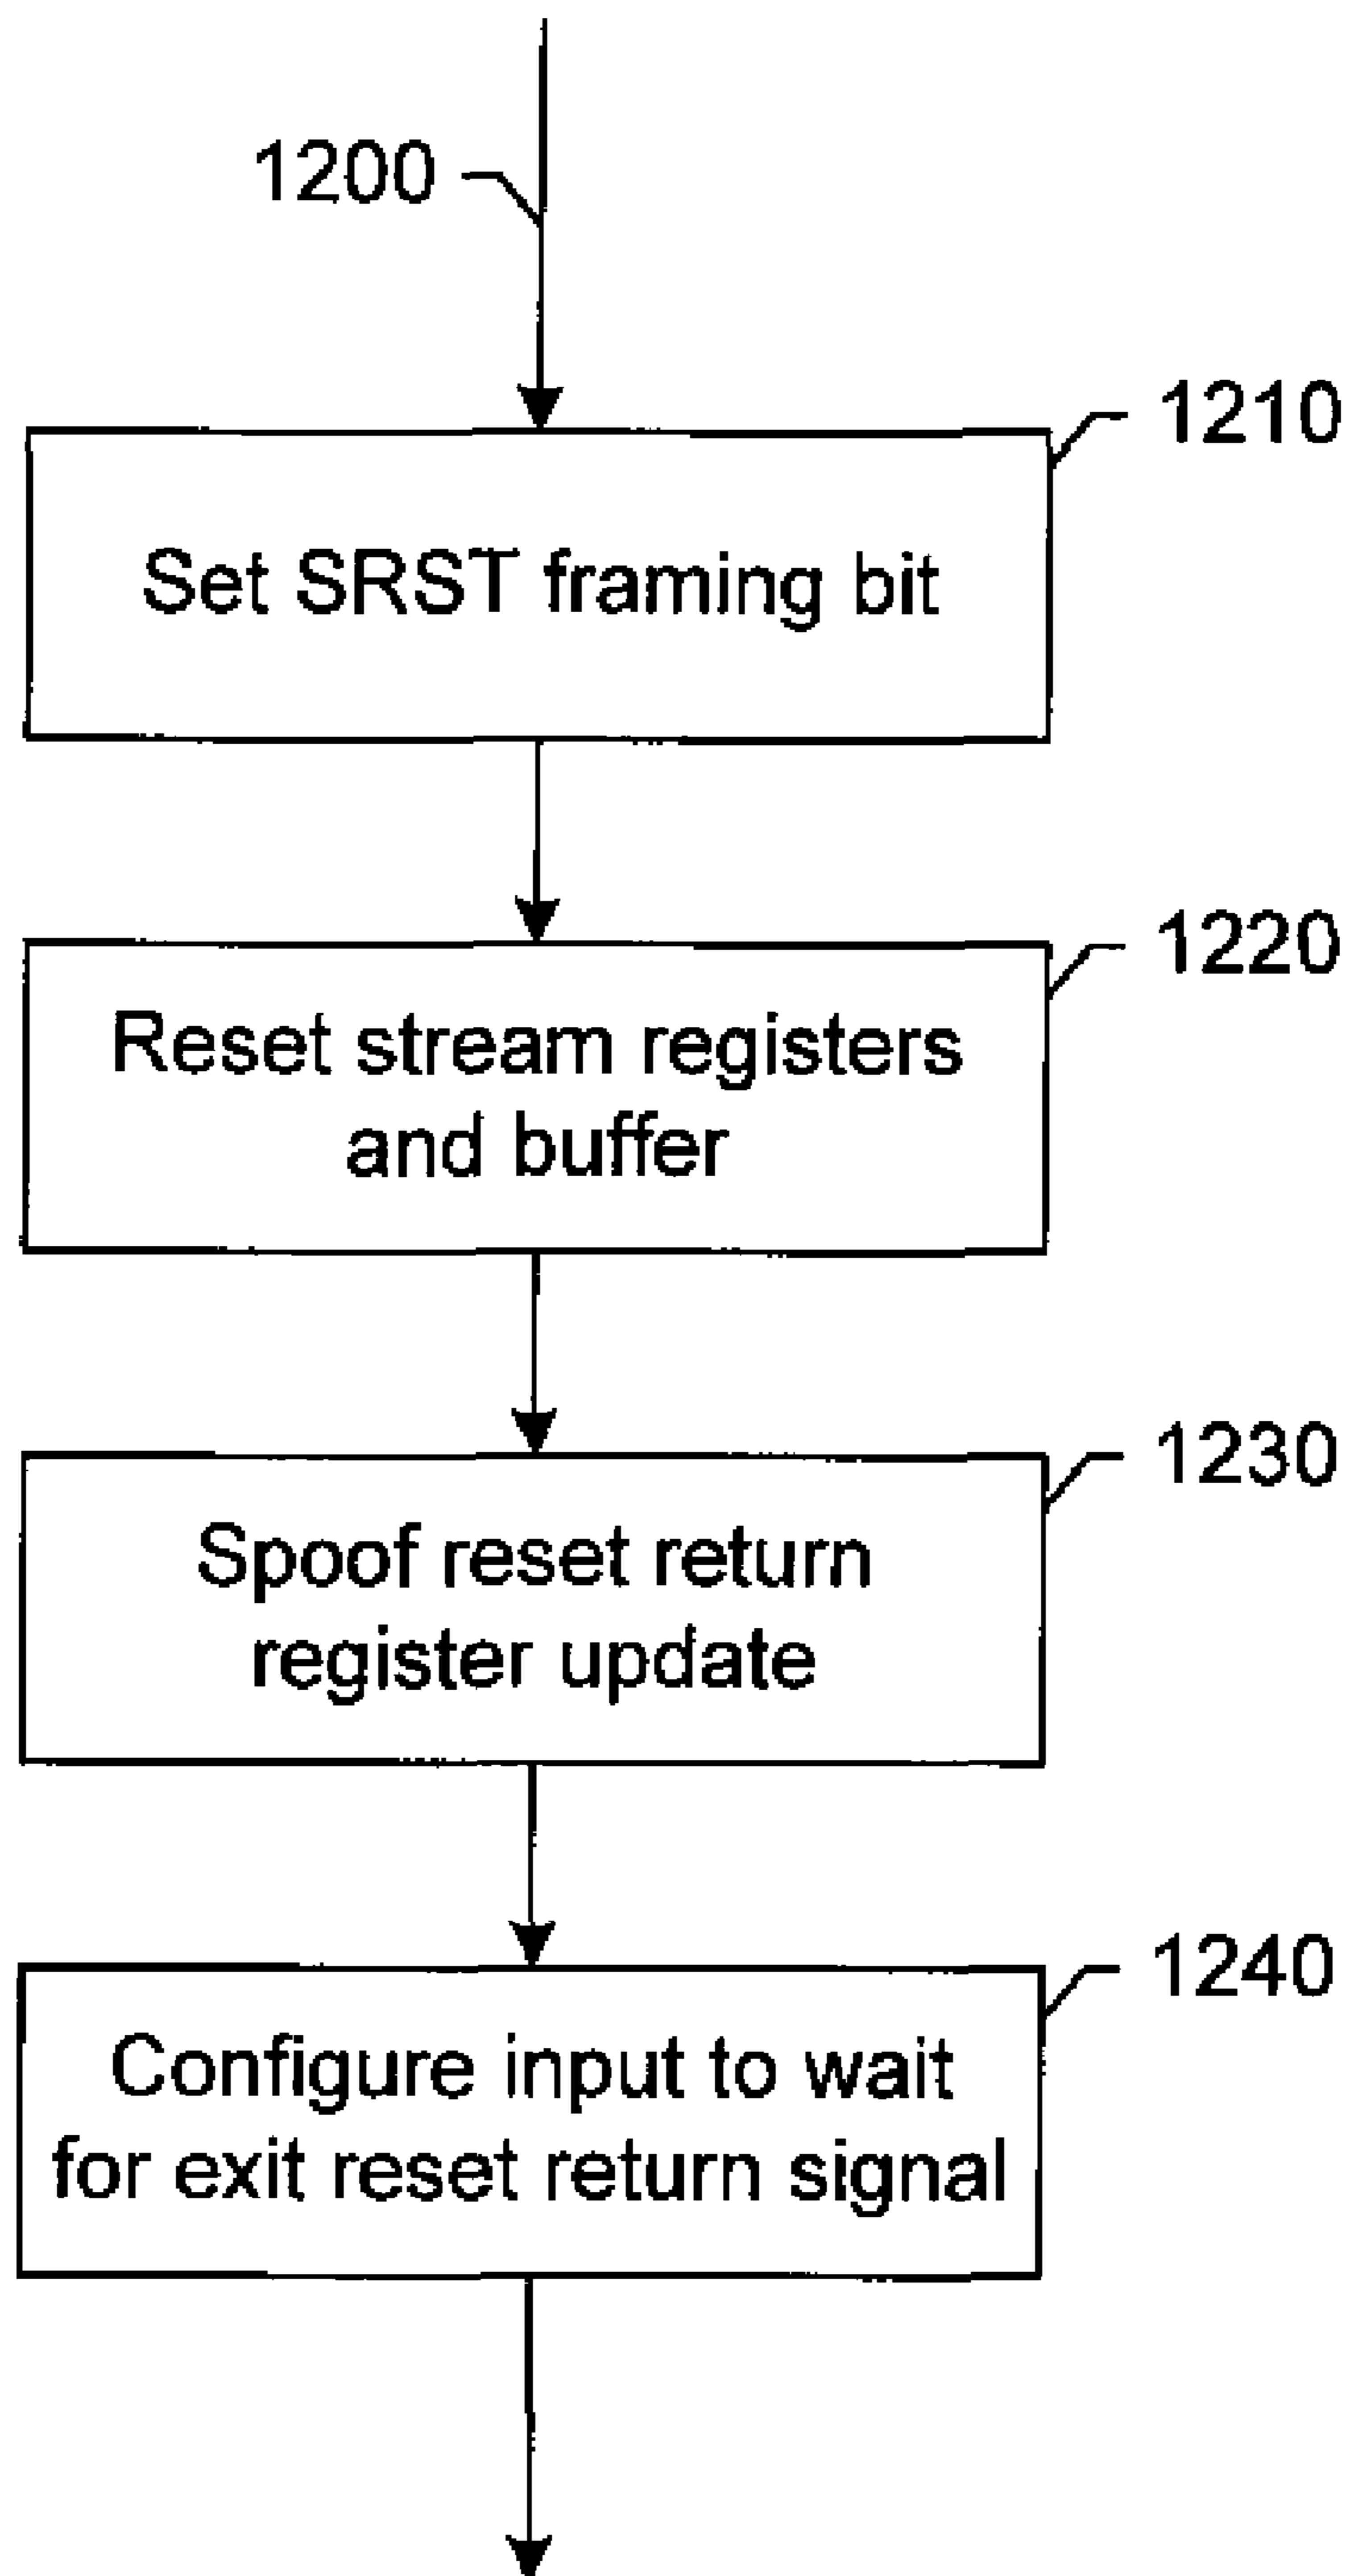 1200
1210
Set SRST framing bit
1220
Reset stream registers
and buffer
1230
Spoof reset return
register update
1240
Configure input to wait
for exit reset return signal